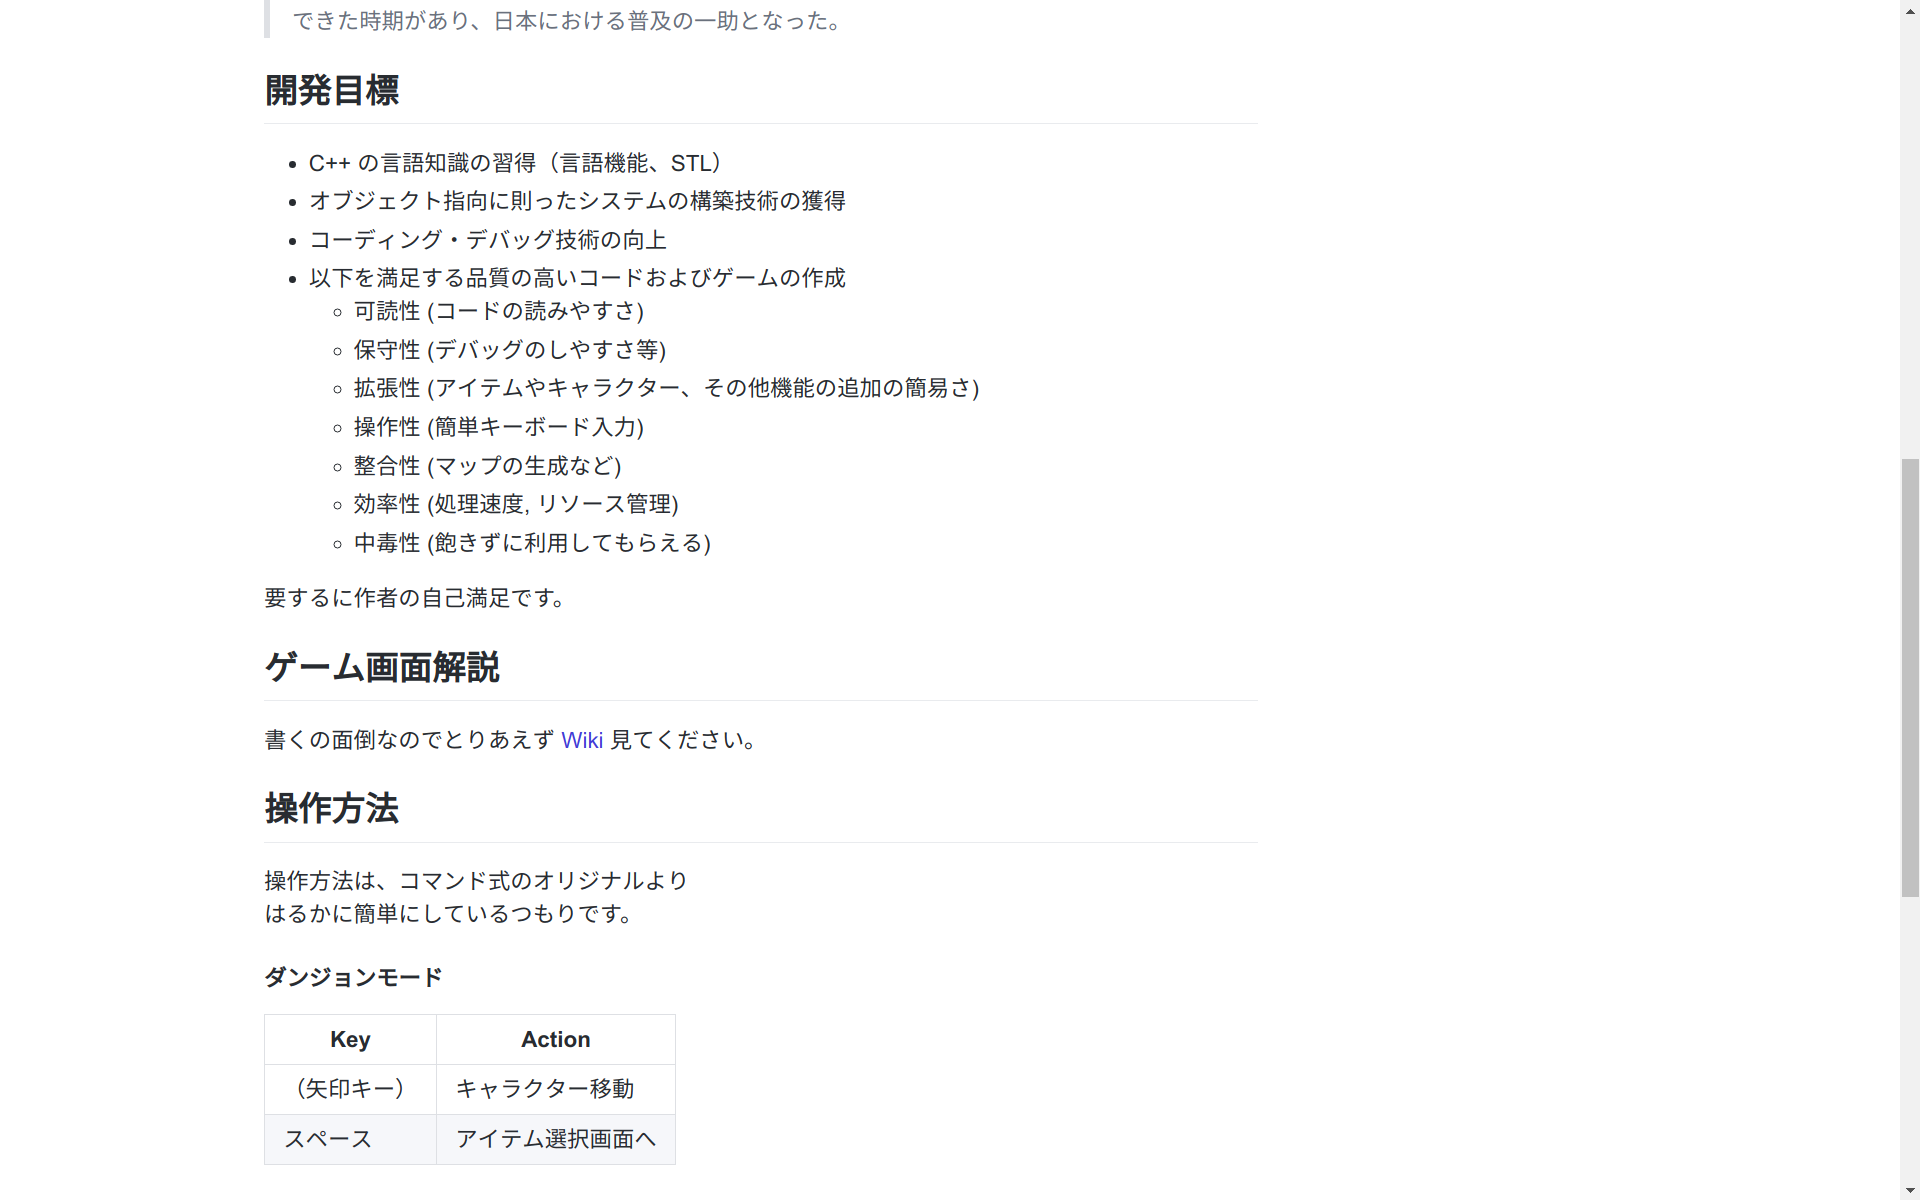 できた時期があり、日本における普及の一助となった。
開発目標
C++ の言語知識の習得（言語機能、STL）
オブジェクト指向に則ったシステムの構築技術の獲得
コーディング・デバッグ技術の向上
以下を満足する品質の高いコードおよびゲームの作成
可読性 (コードの読みやすさ)
保守性 (デバッグのしやすさ等)
拡張性 (アイテムやキャラクター、その他機能の追加の簡易さ)
操作性 (簡単キーボード入力)
整合性 (マップの生成など)
効率性 (処理速度, リソース管理)
中毒性 (飽きずに利用してもらえる)
要するに作者の自己満足です。
ゲーム画面解説
書くの面倒なのでとりあえず Wiki 見てください。
操作方法
操作方法は、コマンド式のオリジナルより
はるかに簡単にしているつもりです。
ダンジョンモード
Key Action
（矢印キー） キャラクター移動
スペース アイテム選択画面へ